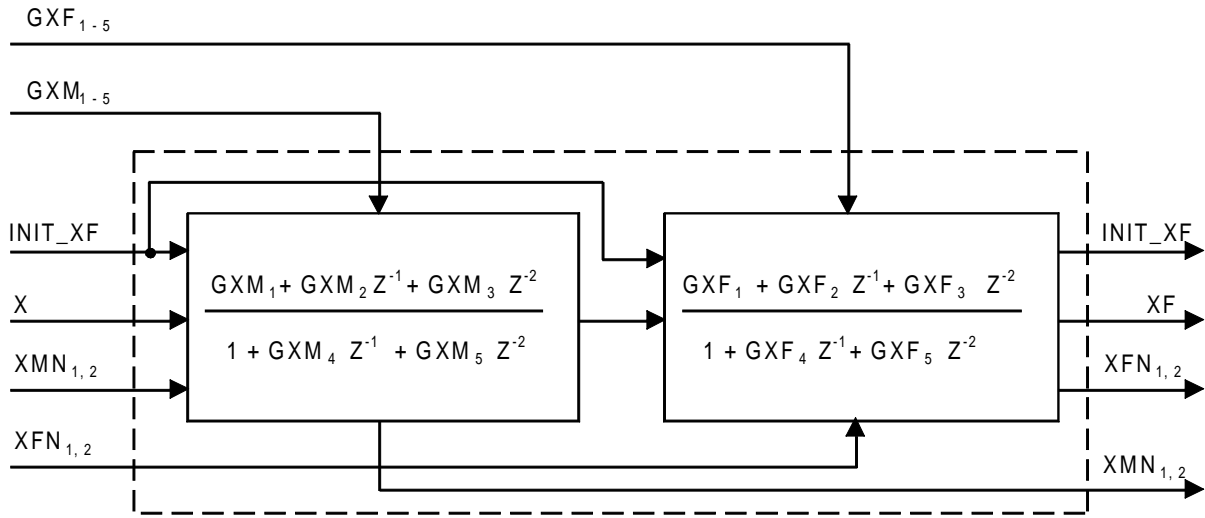 GXF₁₋₅
GXM₁₋₅
INIT_XF
INIT_XF
GXM₁ + GXM₂ Z⁻¹ + GXM₃ Z⁻²
1 + GXM₄ Z⁻¹ + GXM₅ Z⁻²
GXF₁ + GXF₂ Z⁻¹ + GXF₃ Z⁻²
1 + GXF₄ Z⁻¹ + GXF₅ Z⁻²
X
XF
XMN₁,₂
XFN₁,₂
XFN₁,₂
XMN₁,₂